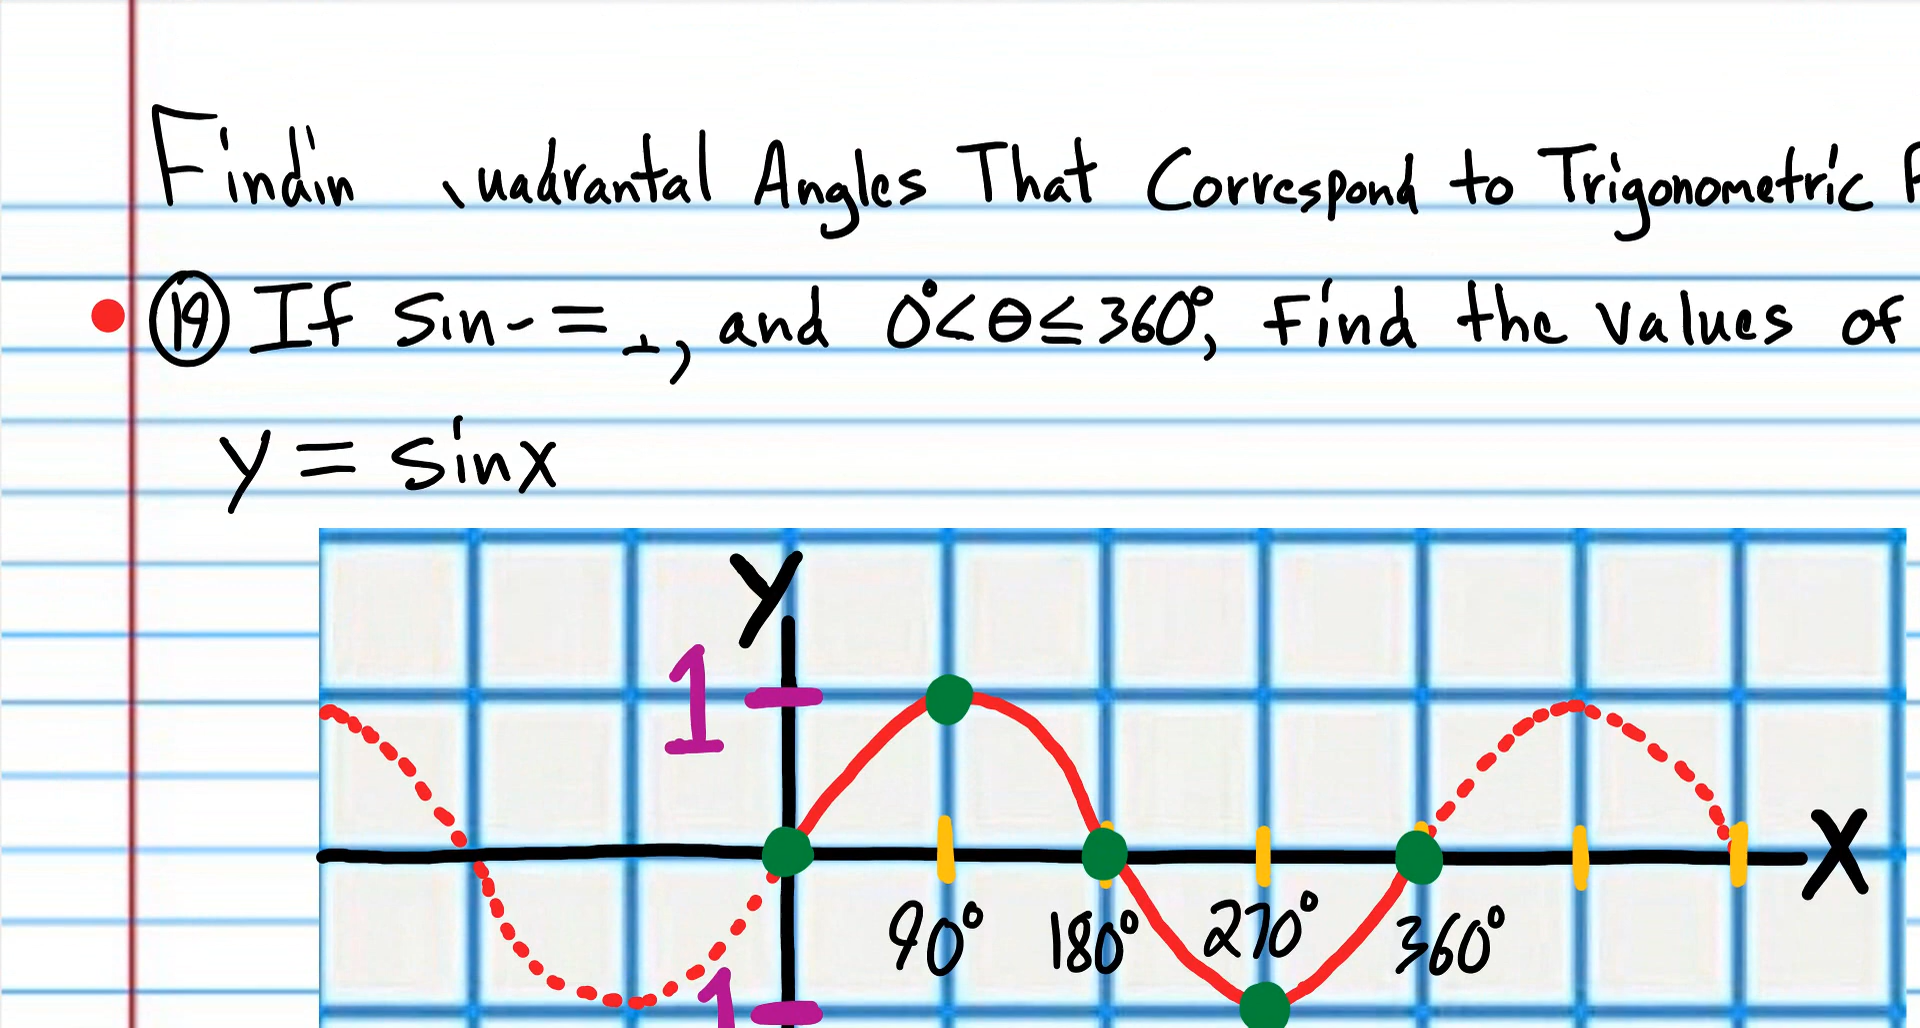 Findin uadrantal Angles That Correspond to Trigonometric
⑲ If Sin = , and 0°<θ≤360°, Find the values of
y = sinx
Y
1
X
90° 180° 270° 360°
1